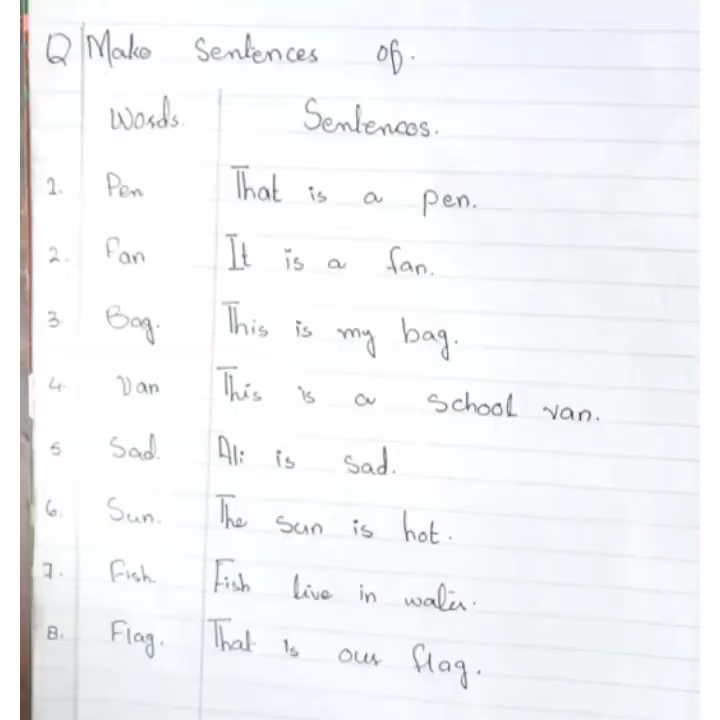 Q Make Sentences of.
Words. Sentences.
1. Pen That is a pen.
2. Fan It is a fan.
3 Bag. This is my bag.
4. Van This is a school van.
5 Sad. Ali is sad.
6. Sun. The sun is hot.
7. Fish. Fish live in water.
8. Flag. That is our flag.